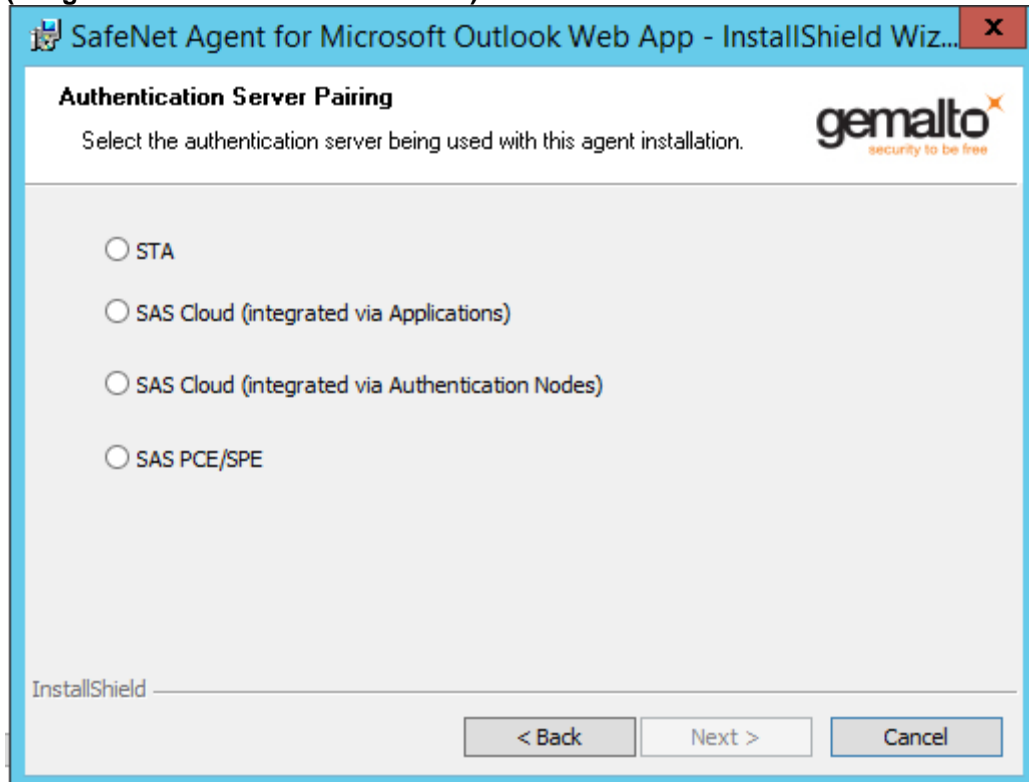 SafeNet Agent for Microsoft Outlook Web App - InstallShield Wiz...
x
Authentication Server Pairing
Select the authentication server being used with this agent installation.
gemalto
security to be free
STA
SAS Cloud (integrated via Applications)
SAS Cloud (integrated via Authentication Nodes)
SAS PCE/SPE
InstallShield
< Back
Next >
Cancel